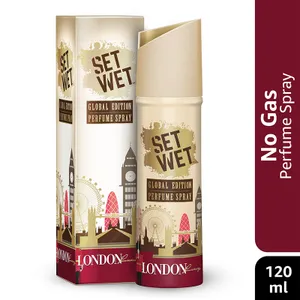 SET
WET
GLOBAL EDITION
PERFUME SPRAY
LONDON
SET
WET
GLOBAL EDITION
PERFUME SPRAY
LONDON
No Gas
Perfume Spray
120
ml